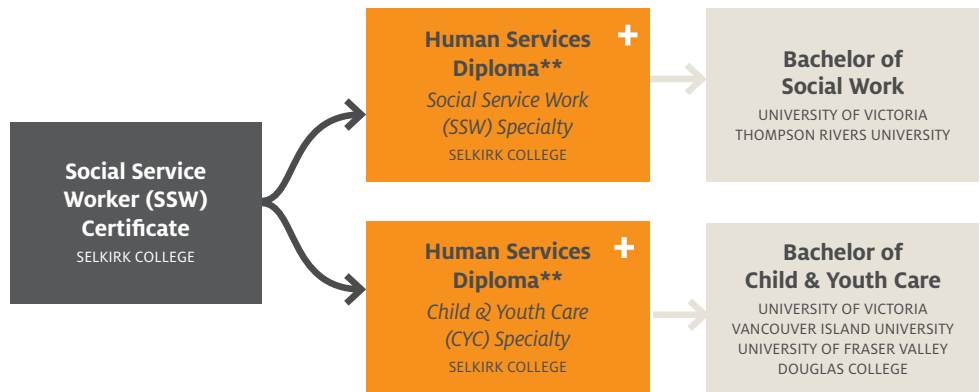 Social Service
Worker (SSW)
Certificate
SELKIRK COLLEGE
Human Services
Diploma**
Social Service Work
(SSW) Specialty
SELKIRK COLLEGE
+
Bachelor of
Social Work
UNIVERSITY OF VICTORIA
THOMPSON RIVERS UNIVERSITY
Human Services
Diploma**
Child & Youth Care
(CYC) Specialty
SELKIRK COLLEGE
+
Bachelor of
Child & Youth Care
UNIVERSITY OF VICTORIA
VANCOUVER ISLAND UNIVERSITY
UNIVERSITY OF FRASER VALLEY
DOUGLAS COLLEGE